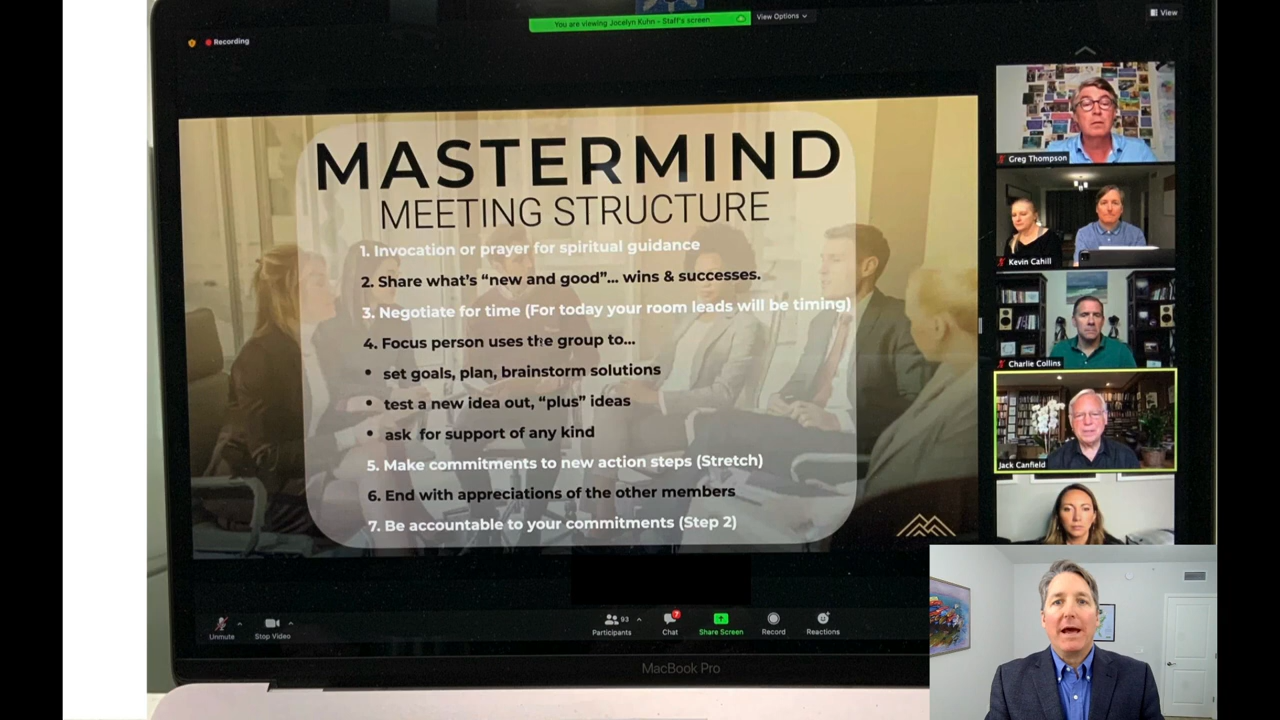 You are viewing Jocelyn Kuhn - Staff's screen
View Options
View
Recording
MASTERMIND
MEETING STRUCTURE
1. Invocation or prayer for spiritual guidance
2. Share what's “new and good”... wins & successes.
3. Negotiate for time (For today your room leads will be timing)
4. Focus person uses the group to...
• set goals, plan, brainstorm solutions
• test a new idea out, “plus” ideas
• ask for support of any kind
5. Make commitments to new action steps (Stretch)
6. End with appreciations of the other members
7. Be accountable to your commitments (Step 2)
Greg Thompson
Kevin Cahill
Charlie Collins
Jack Canfield
Unmute
Stop Video
93
Participants
7
Chat
Share Screen
Record
Reactions
MacBook Pro